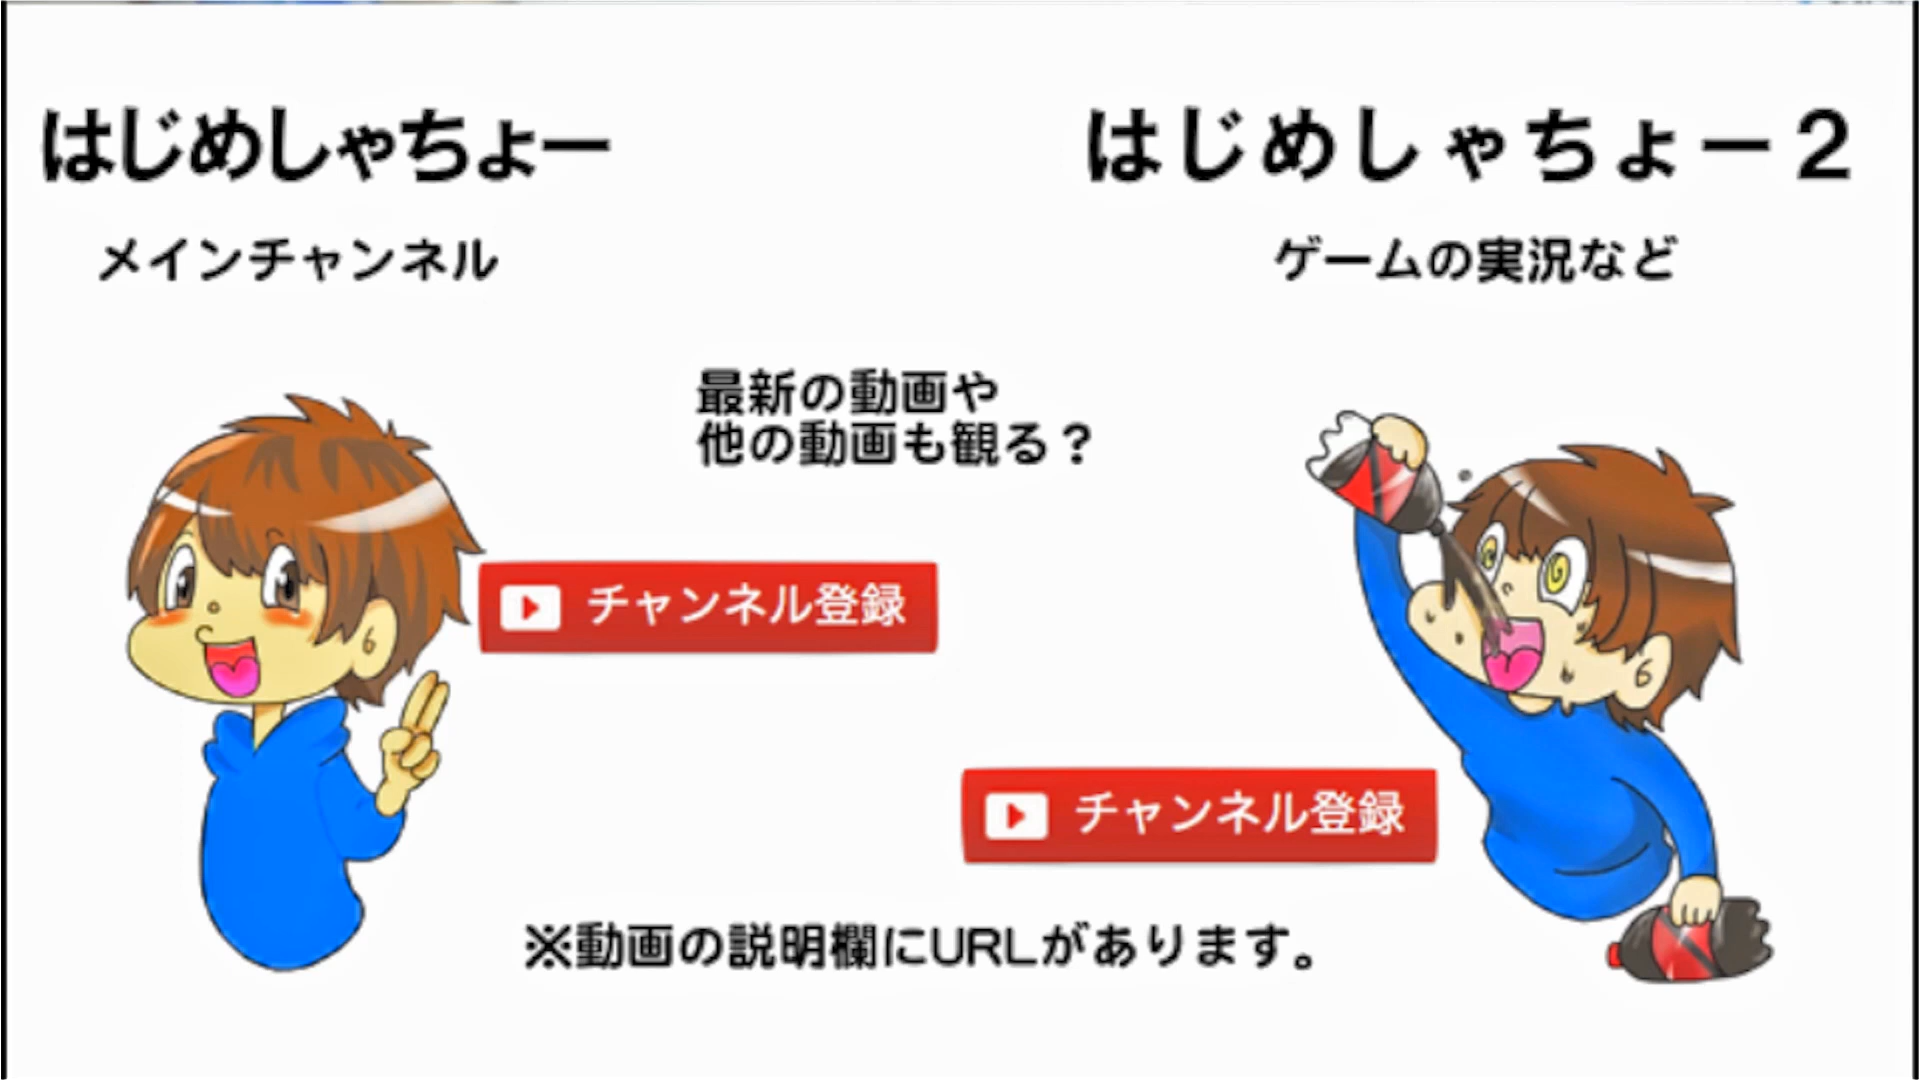 はじめしゃちょー
メインチャンネル
はじめしゃちょー２
ゲームの実況など
最新の動画や
他の動画も観る？
チャンネル登録
チャンネル登録
※動画の説明欄にURLがあります。